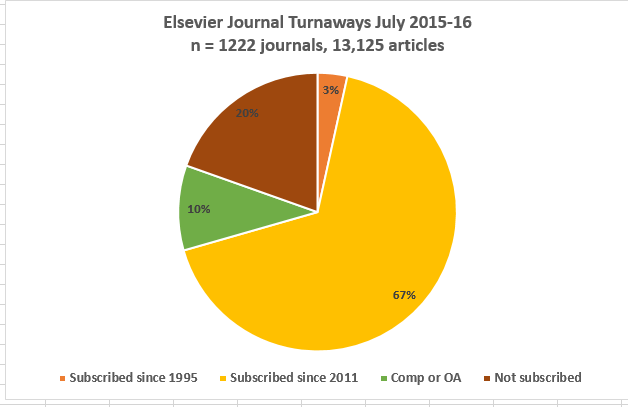 Elsevier Journal Turnaways July 2015-16
n = 1222 journals, 13,125 articles
3%
20%
10%
67%
Subscribed since 1995 Subscribed since 2011 Comp or OA Not subscribed